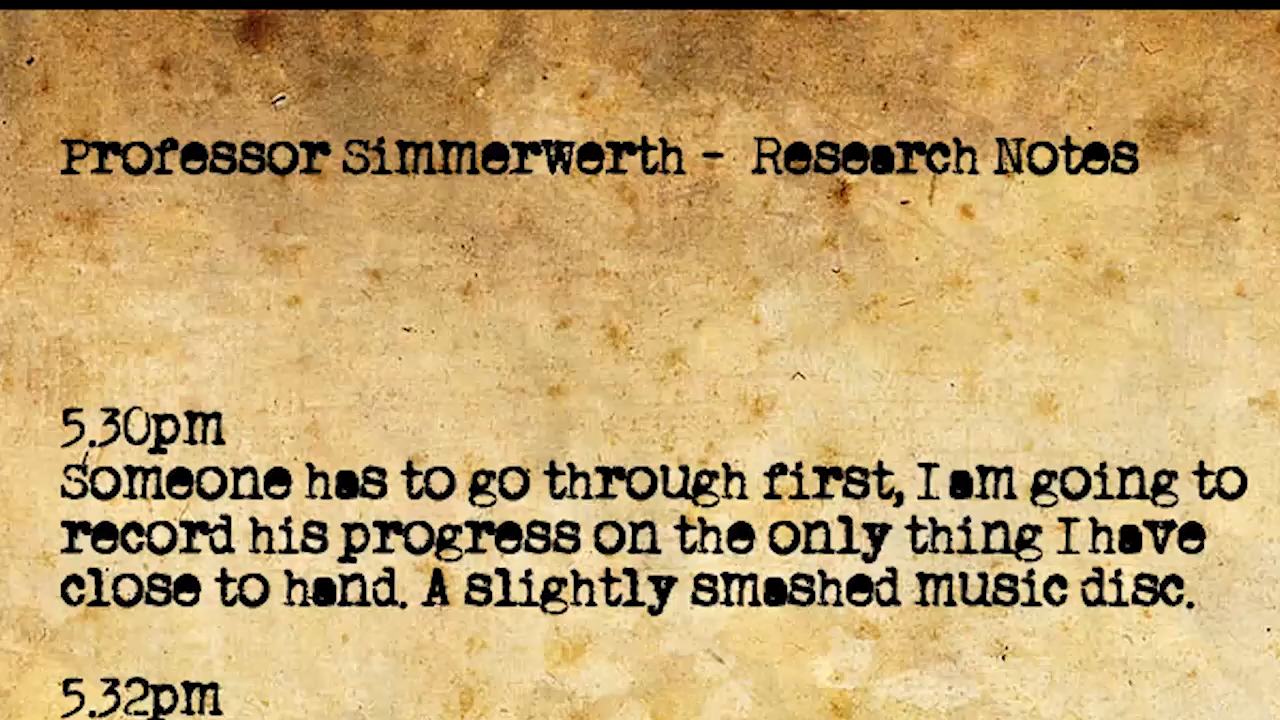 Professor Simmerwerth - Research Notes
5.30pm
Someone has to go through first, I am going to
record his progress on the only thing I have
close to hand. A slightly smashed music disc.
5.32pm